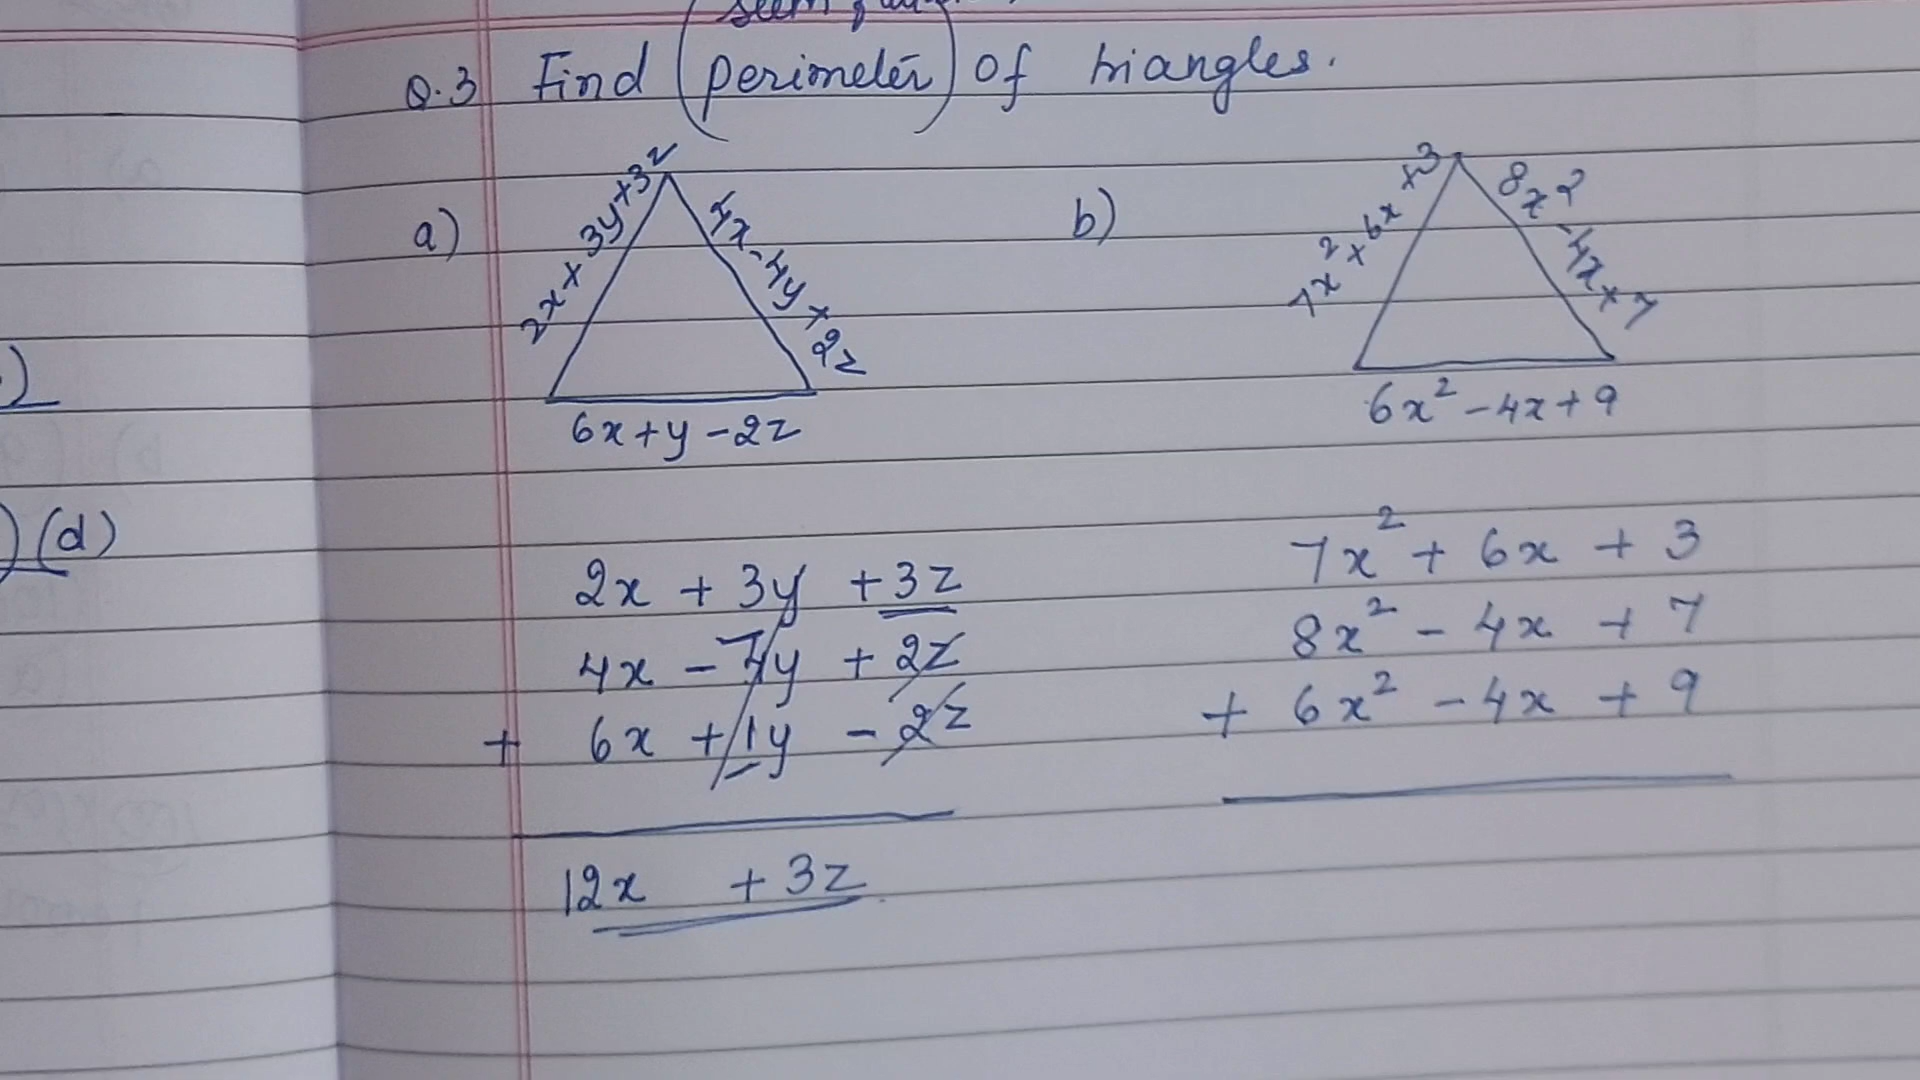 Q.3 Find (perimeter) of triangles.
a)
2x + 3y + 3z
4x - 4y + 2z
6x + y - 2z
b)
7x² + 6x + 3
8x² - 4x + 7
6x² - 4x + 9
) (d)
2x + 3y + 3z
4x - 4y + 2z
+ 6x + 1y - 2z
12x + 3z
7x² + 6x + 3
8x² - 4x + 7
+ 6x² - 4x + 9